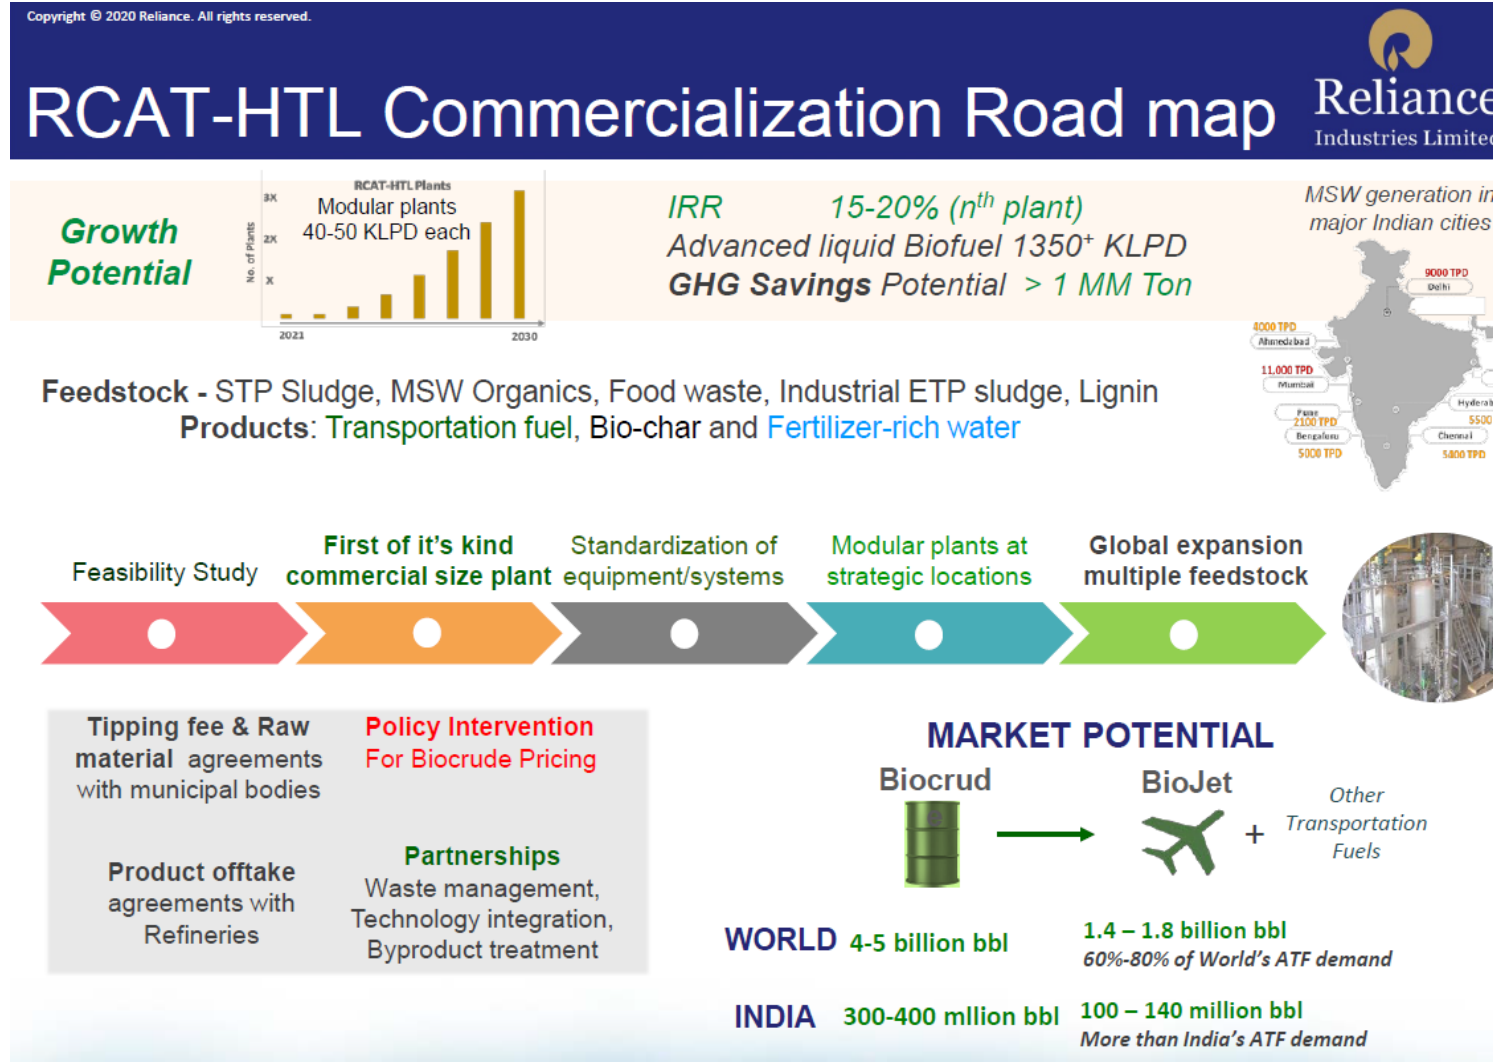 Copyright © 2020 Reliance. All rights reserved.
RCAT-HTL Commercialization Road map
Reliance
Industries Limited
Growth
Potential
RCAT-HTL Plants
Modular plants
40-50 KLPD each
No. of Plants
3X
2X
X
2021
2030
IRR 15-20% (nth plant)
Advanced liquid Biofuel 1350+ KLPD
GHG Savings Potential > 1 MM Ton
MSW generation in
major Indian cities
9000 TPD
Delhi
4000 TPD
Ahmedabad
11,000 TPD
Mumbai
Pune
2100 TPD
Bengaluru
5000 TPD
Hyderab
5500
Chennai
3400 TPD
Feedstock - STP Sludge, MSW Organics, Food waste, Industrial ETP sludge, Lignin
Products: Transportation fuel, Bio-char and Fertilizer-rich water
Feasibility Study
First of it's kind
commercial size plant
Standardization of
equipment/systems
Modular plants at
strategic locations
Global expansion
multiple feedstock
Tipping fee & Raw
material agreements
with municipal bodies
Policy Intervention
For Biocrude Pricing
Product offtake
agreements with
Refineries
Partnerships
Waste management,
Technology integration,
Byproduct treatment
MARKET POTENTIAL
Biocrud
BioJet
+
Other
Transportation
Fuels
WORLD 4-5 billion bbl
1.4 – 1.8 billion bbl
60%-80% of World's ATF demand
INDIA 300-400 mllion bbl
100 – 140 million bbl
More than India's ATF demand